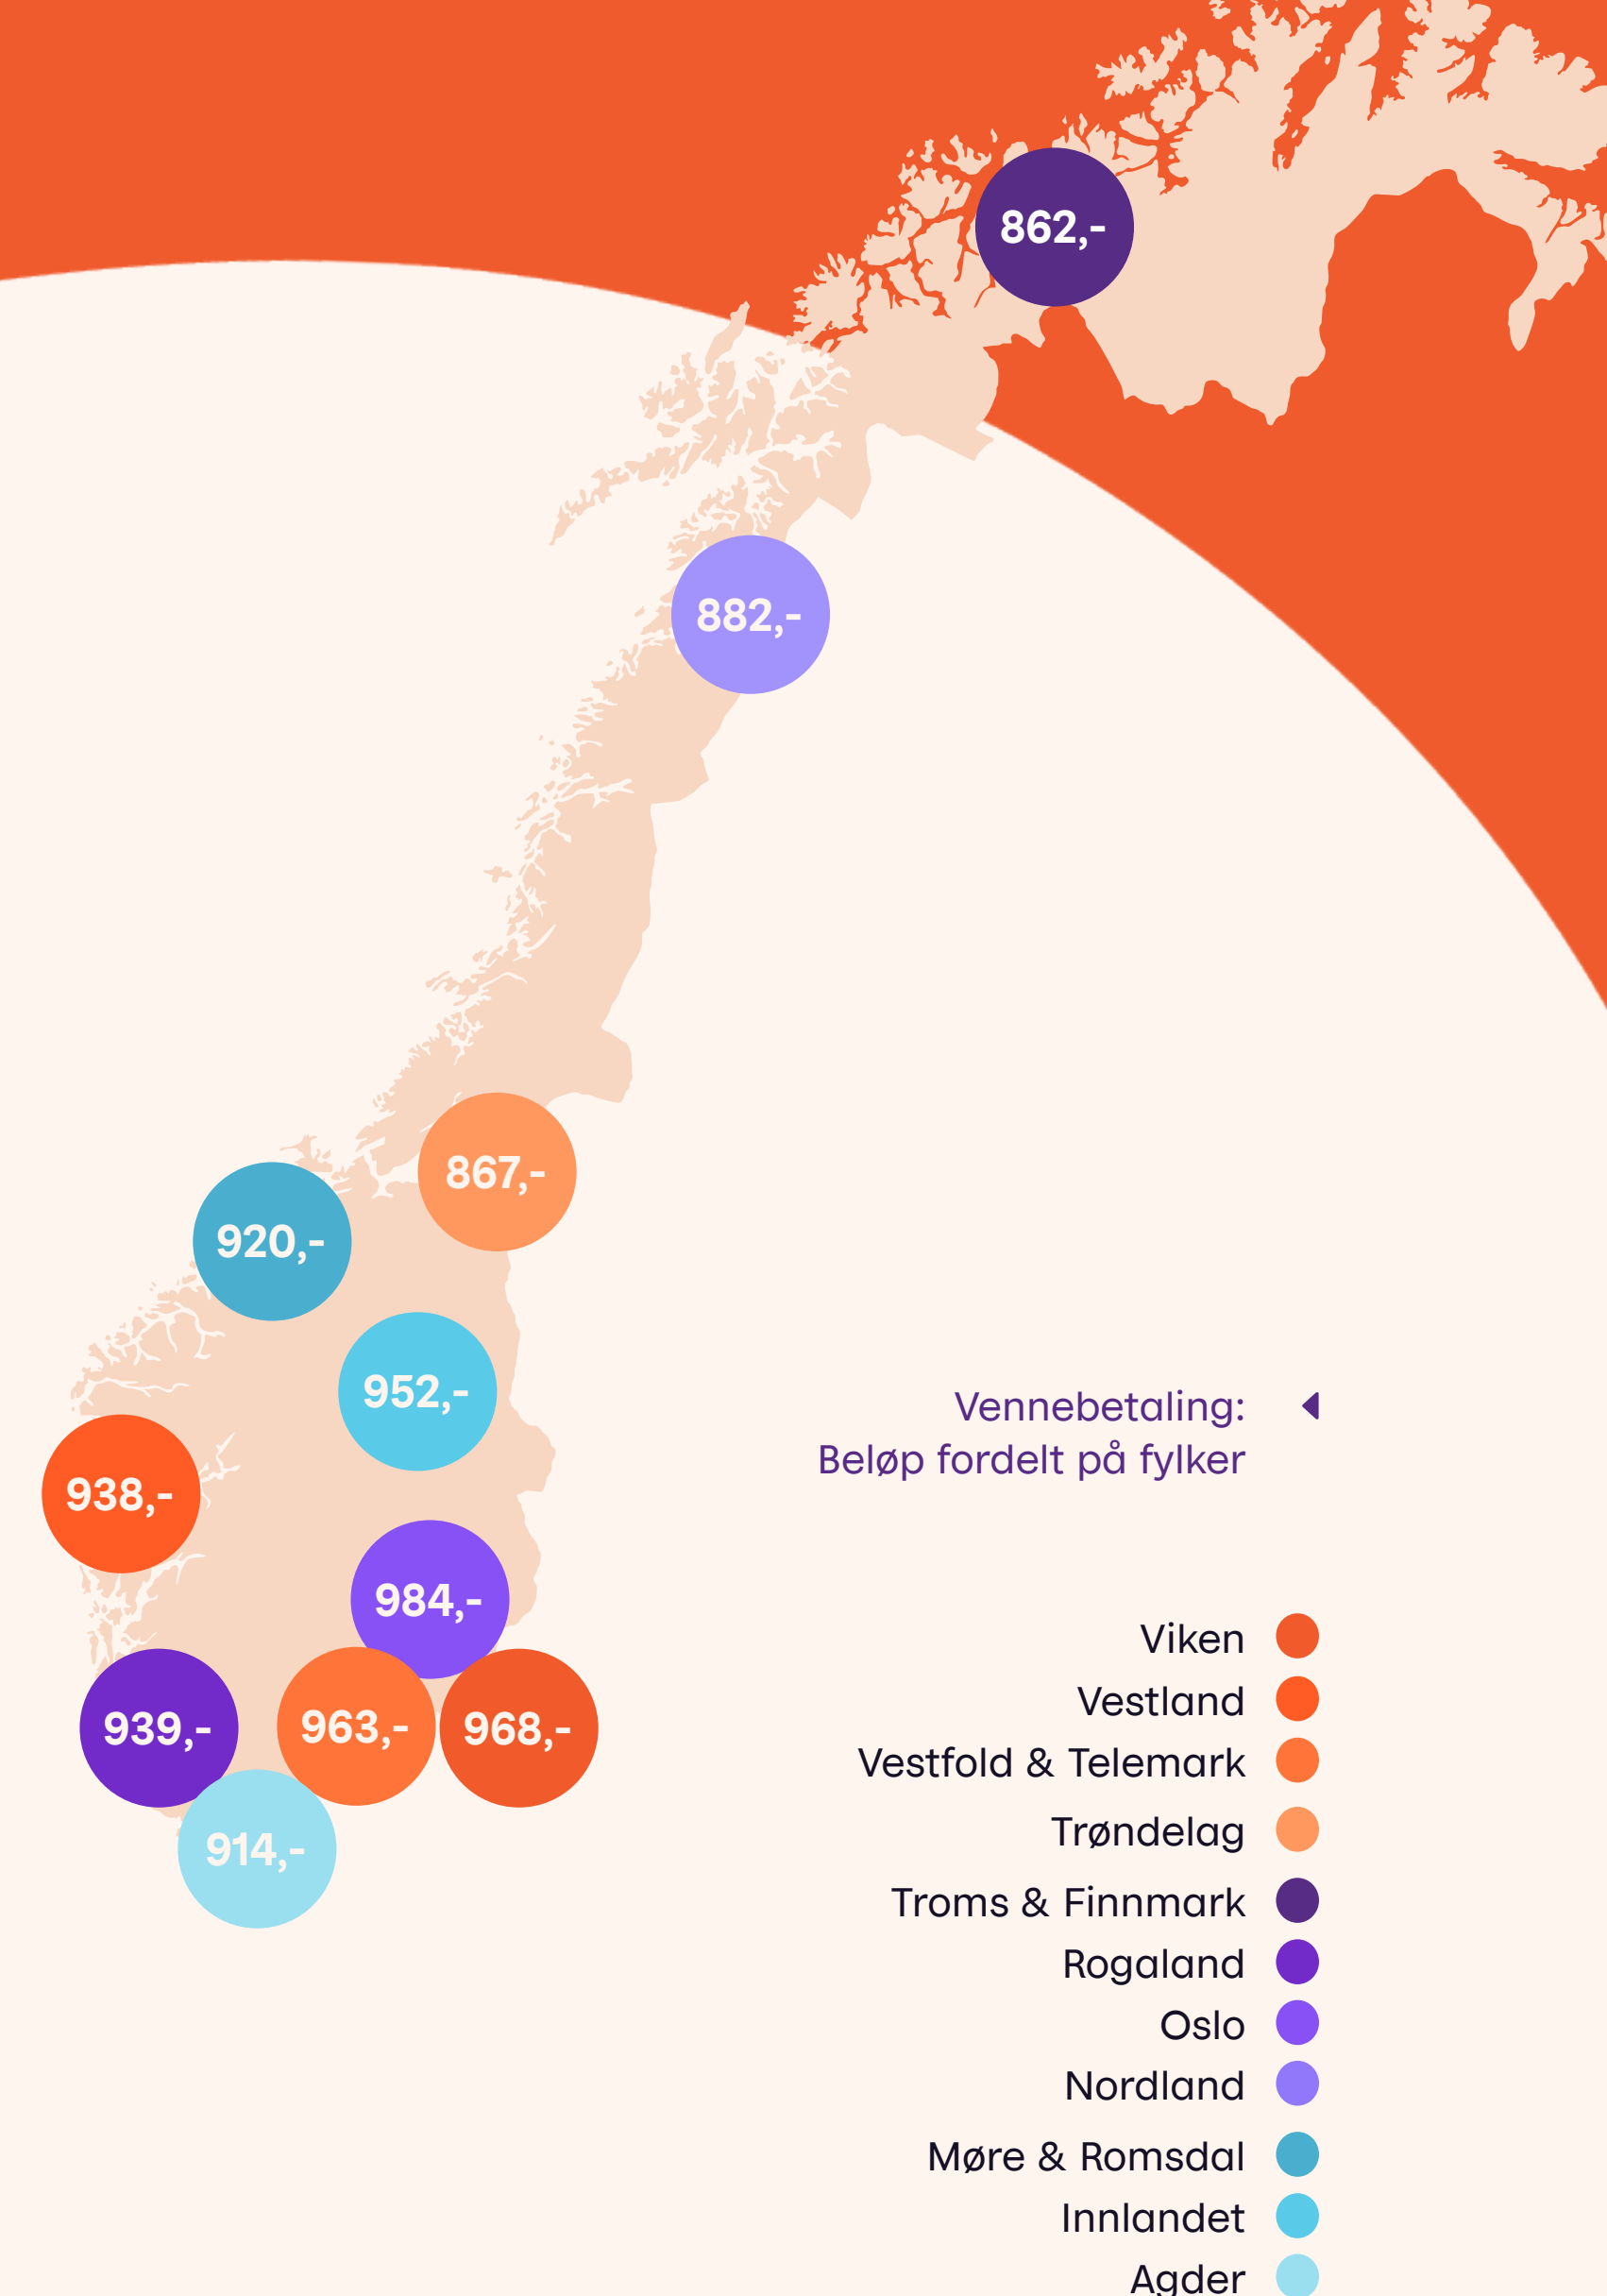 862,-
882,-
867,-
920,-
952,-
938,-
984,-
939,-
963,-
968,-
914,-
Vennebetaling:
Beløp fordelt på fylker
Viken
Vestland
Vestfold & Telemark
Trøndelag
Troms & Finnmark
Rogaland
Oslo
Nordland
Møre & Romsdal
Innlandet
Agder